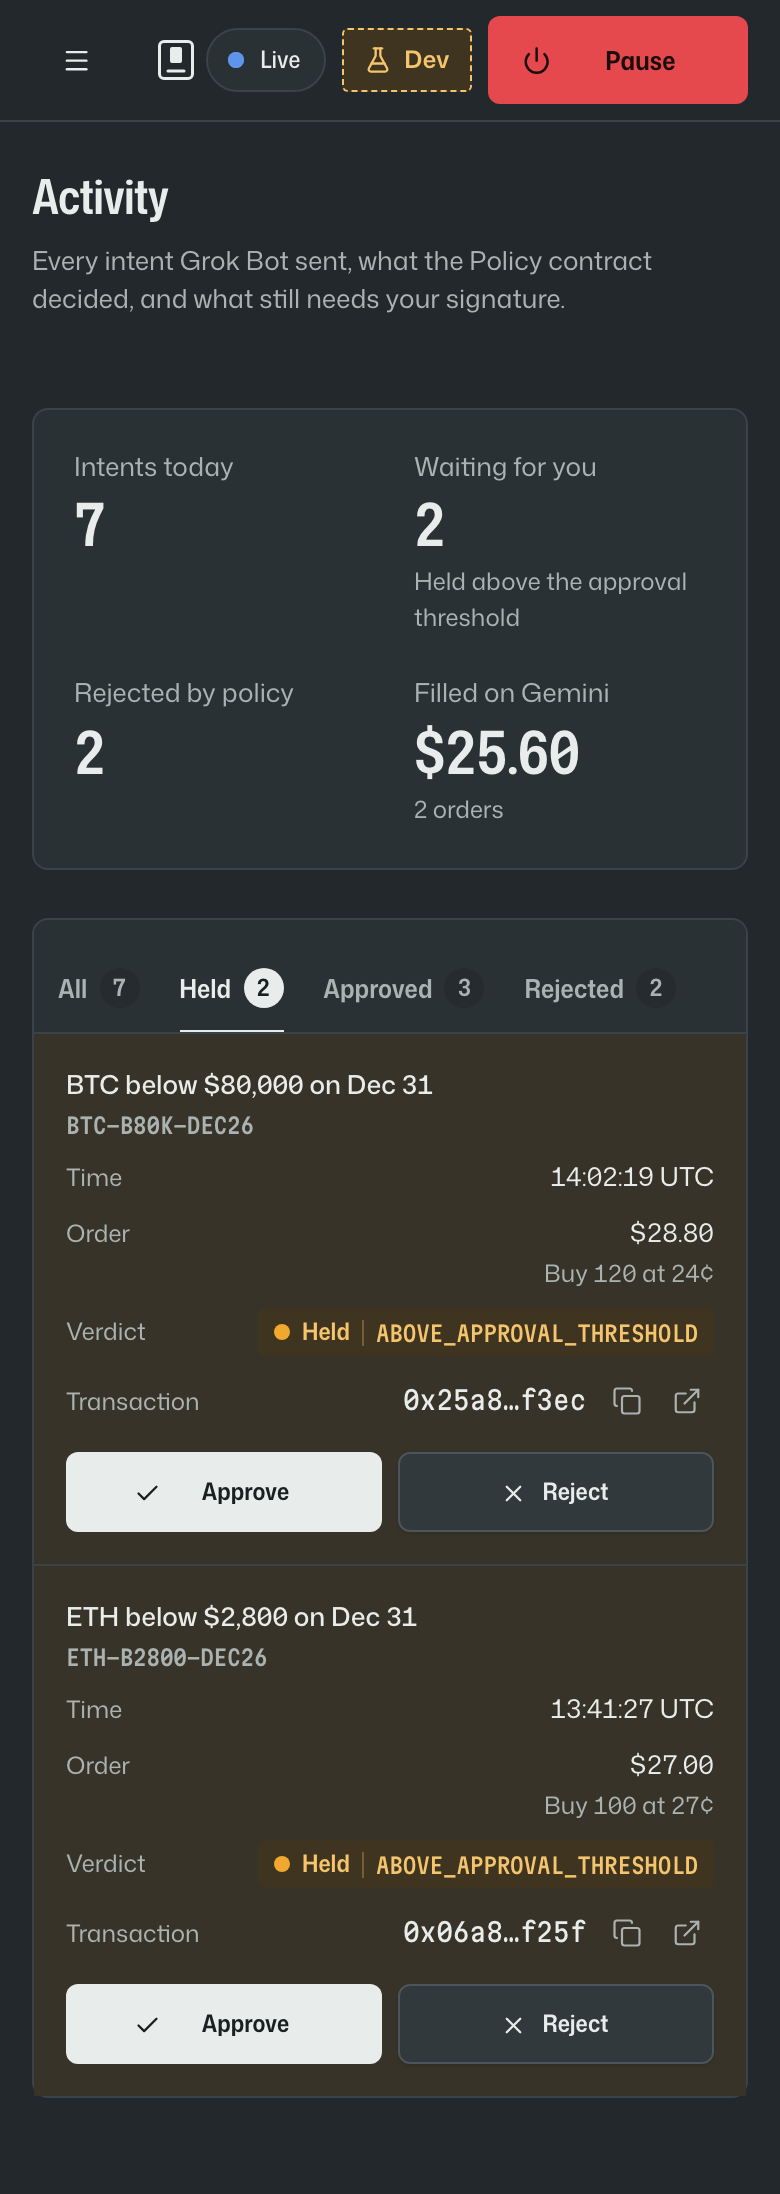 Live
Dev
Pause
Activity
Every intent Grok Bot sent, what the Policy contract
decided, and what still needs your signature.
Intents today
7
Waiting for you
2
Held above the approval
threshold
Rejected by policy
2
Filled on Gemini
$25.60
2 orders
All 7 Held 2 Approved 3 Rejected 2
BTC below $80,000 on Dec 31
BTC-B80K-DEC26
Time 14:02:19 UTC
Order $28.80
Buy 120 at 24¢
Verdict Held ABOVE_APPROVAL_THRESHOLD
Transaction 0x25a8…f3ec
Approve Reject
ETH below $2,800 on Dec 31
ETH-B2800-DEC26
Time 13:41:27 UTC
Order $27.00
Buy 100 at 27¢
Verdict Held ABOVE_APPROVAL_THRESHOLD
Transaction 0x06a8…f25f
Approve Reject